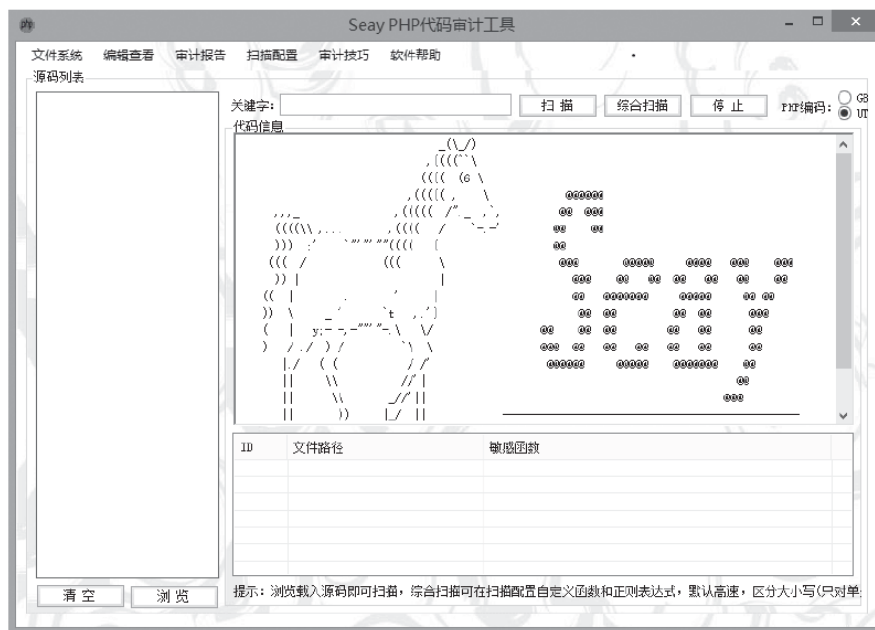 Seay PHP代码审计工具
文件系统 编辑查看 审计报告 扫描配置 审计技巧 软件帮助
源码列表
关键字: 扫 描 综合扫描 停 止 PHP编码: GB
UT
代码信息
Seay
ID 文件路径 敏感函数
清 空 浏 览
提示：浏览载入源码即可扫描，综合扫描可在扫描配置自定义函数和正则表达式，默认高速，区分大小写(只对单